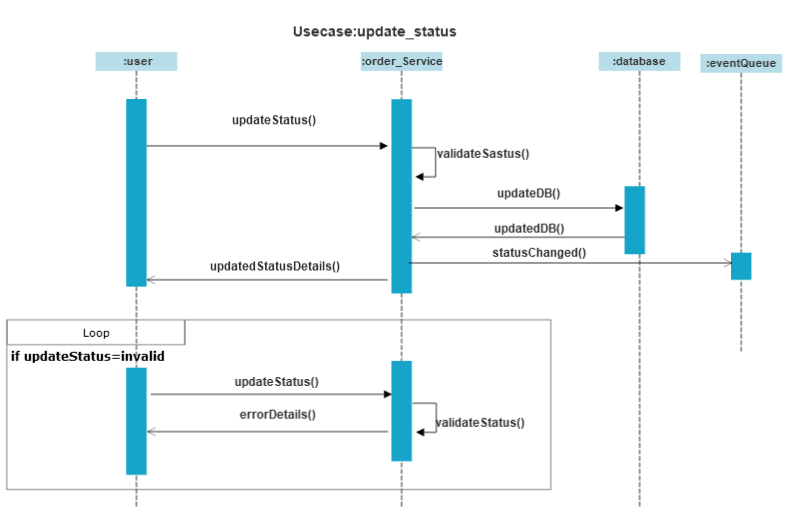 Usecase:update_status
:user
:order_Service
:database
:eventQueue
updateStatus()
validateSastus()
updateDB()
updatedDB()
statusChanged()
updatedStatusDetails()
Loop
if updateStatus=invalid
updateStatus()
errorDetails()
validateStatus()